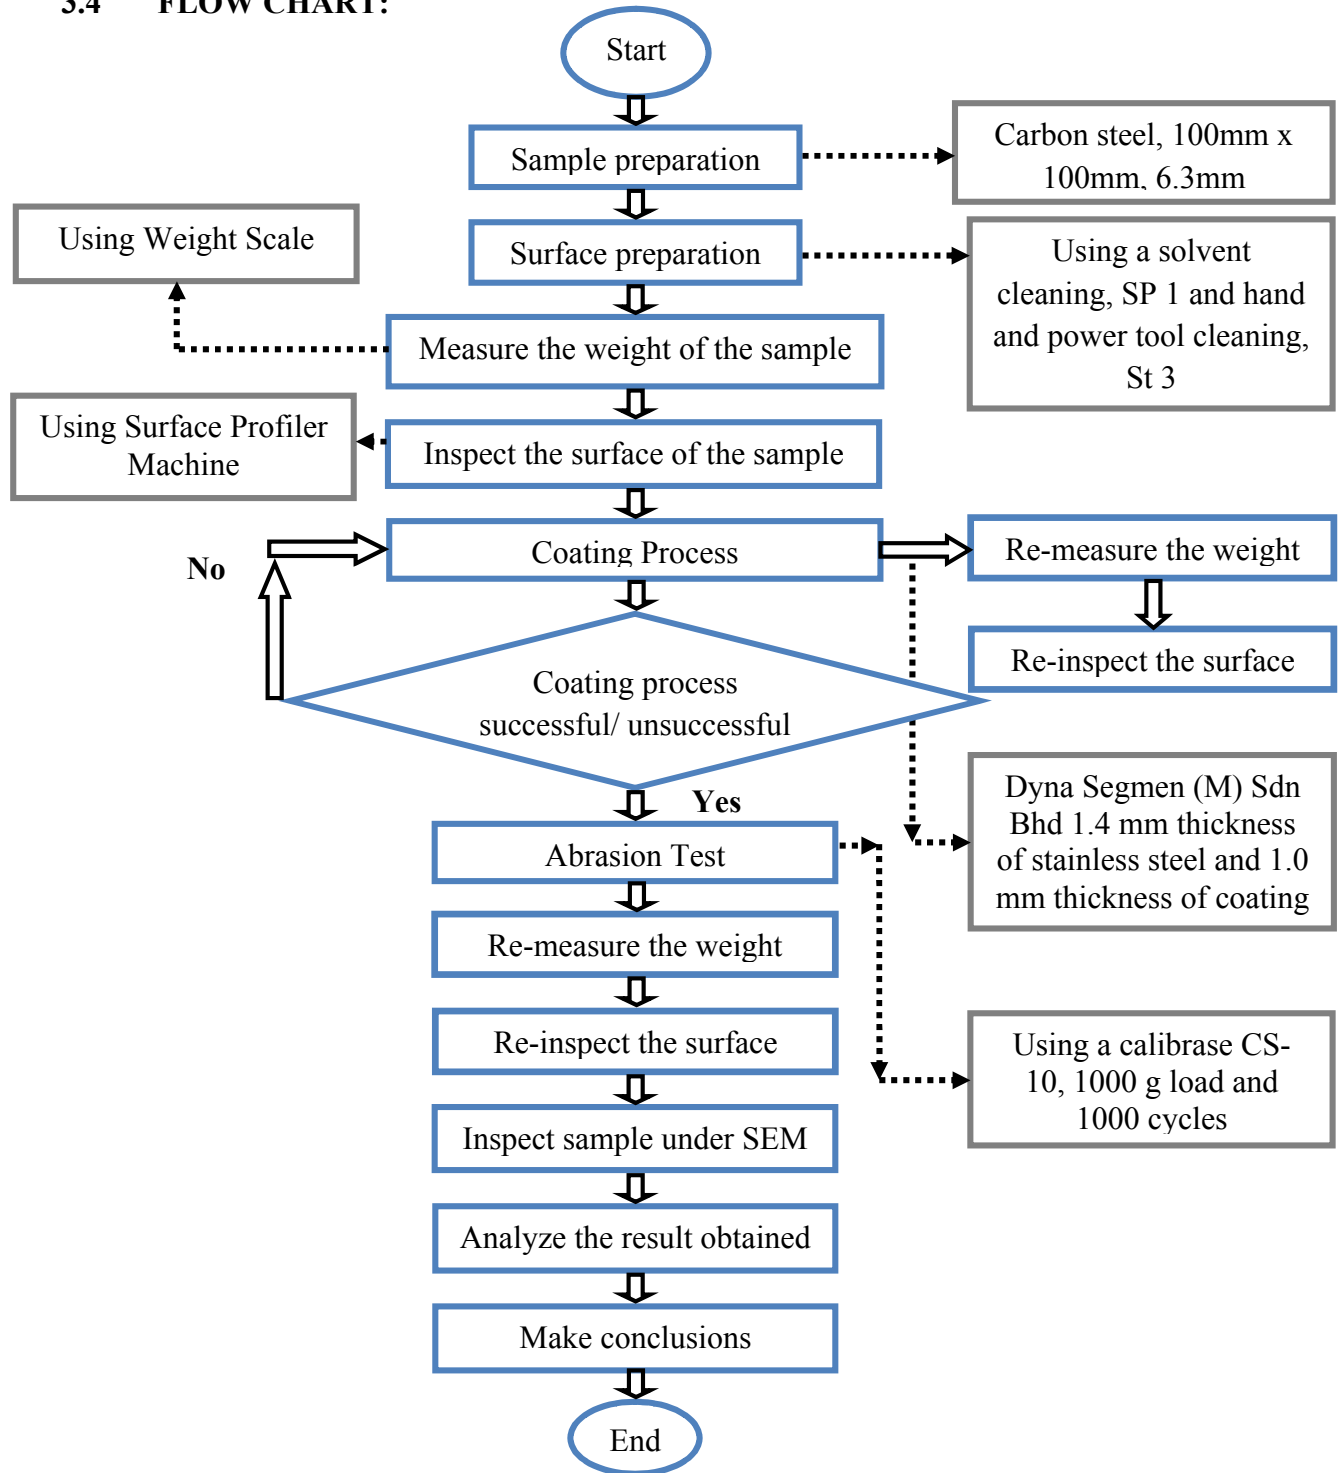 3.4 FLOW CHART:
Start
Sample preparation
Carbon steel, 100mm x
100mm, 6.3mm
Surface preparation
Using a solvent
cleaning, SP 1 and hand
and power tool cleaning,
St 3
Using Weight Scale
Measure the weight of the sample
Using Surface Profiler
Machine
Inspect the surface of the sample
Coating Process
Re-measure the weight
Re-inspect the surface
No
Coating process
successful/ unsuccessful
Yes
Dyna Segmen (M) Sdn
Bhd 1.4 mm thickness
of stainless steel and 1.0
mm thickness of coating
Abrasion Test
Re-measure the weight
Re-inspect the surface
Using a calibrase CS-
10, 1000 g load and
1000 cycles
Inspect sample under SEM
Analyze the result obtained
Make conclusions
End